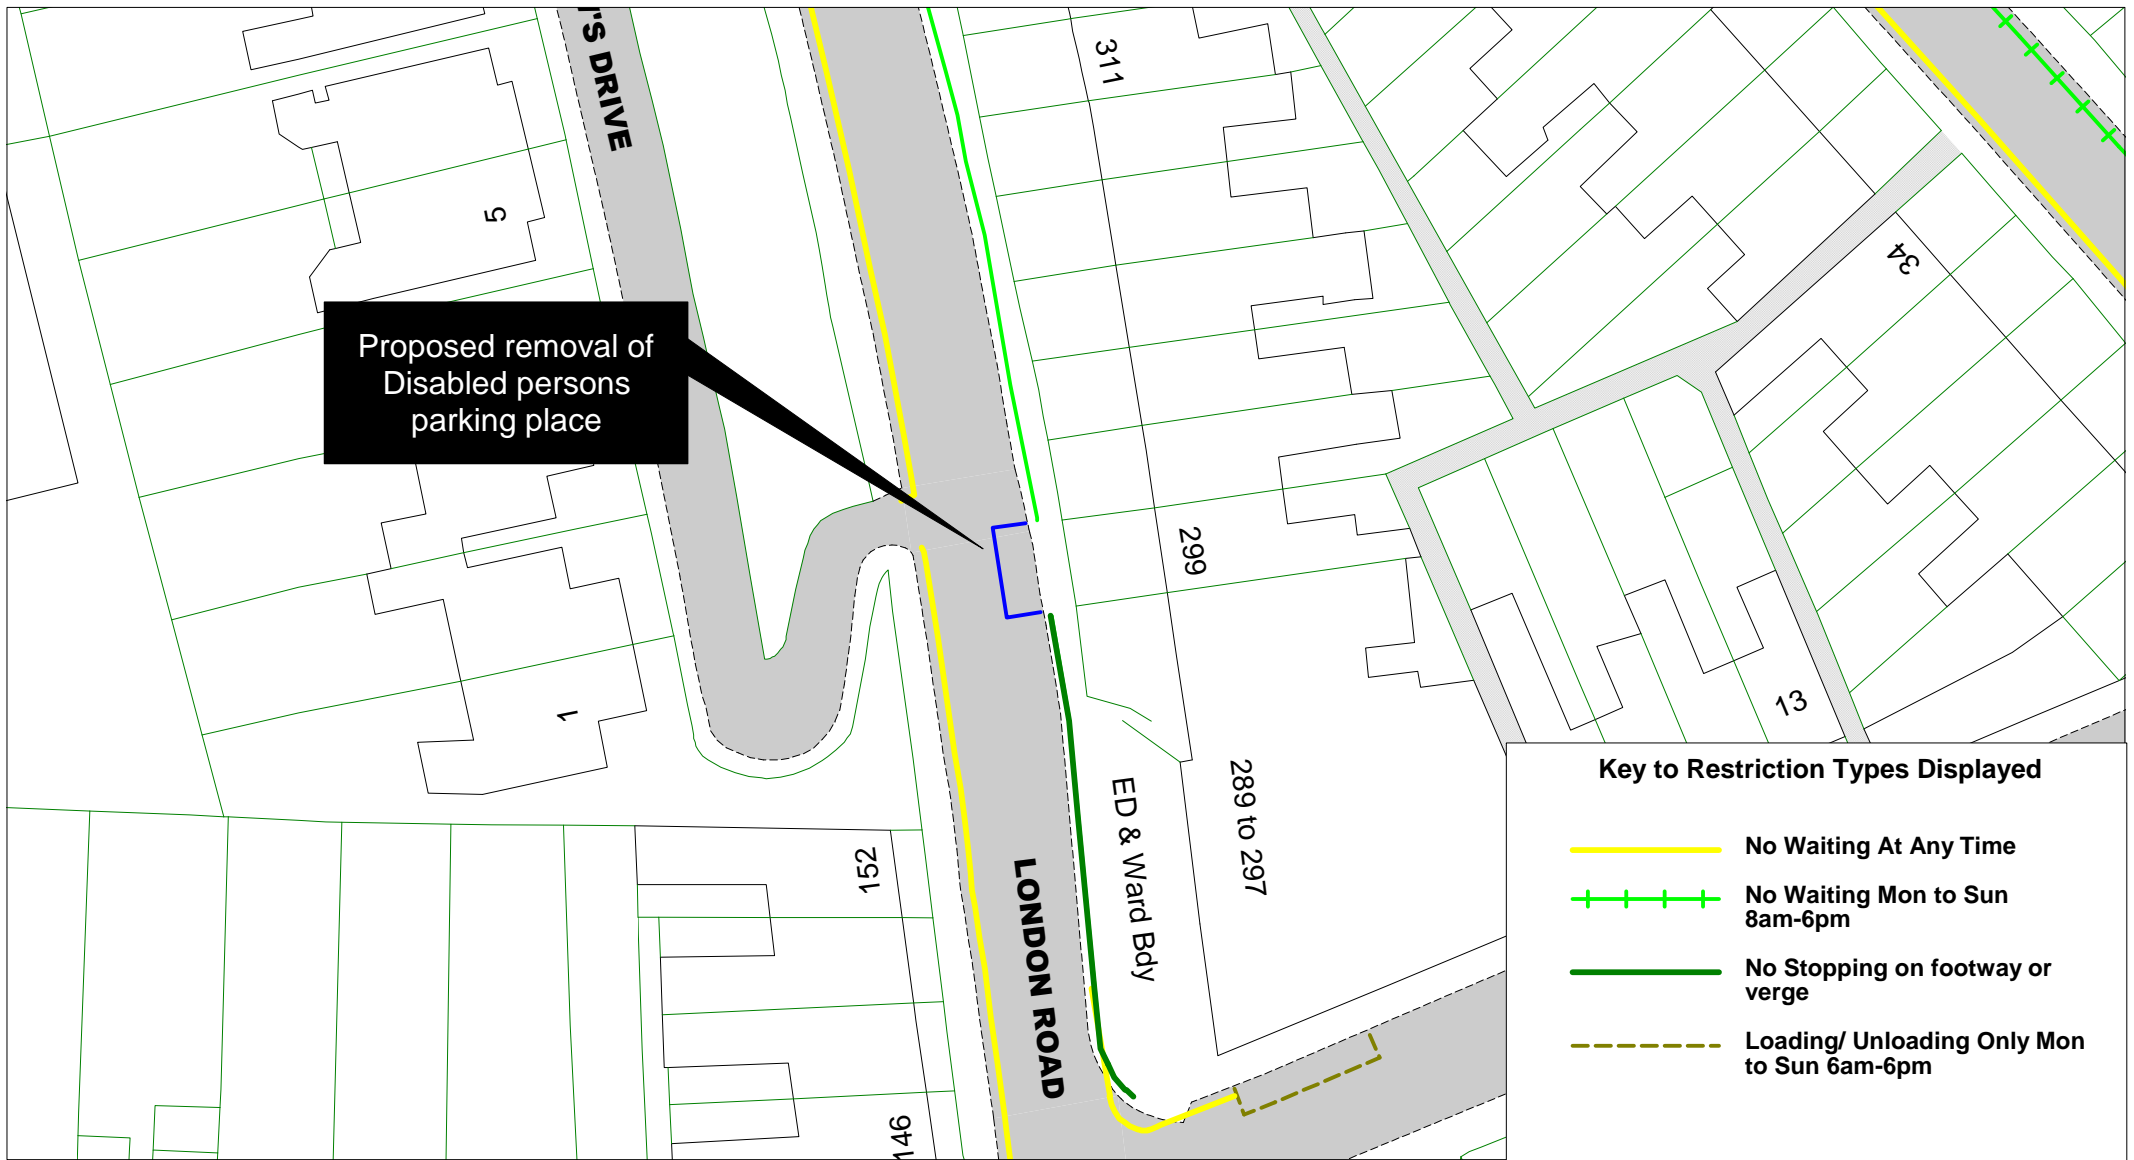 'S DRIVE
311
5
34
Proposed removal of
Disabled persons
parking place
299
1
13
289 to 297
ED & Ward Bdy
152
LONDON ROAD
146
Key to Restriction Types Displayed
No Waiting At Any Time
No Waiting Mon to Sun
8am-6pm
No Stopping on footway or
verge
Loading/ Unloading Only Mon
to Sun 6am-6pm